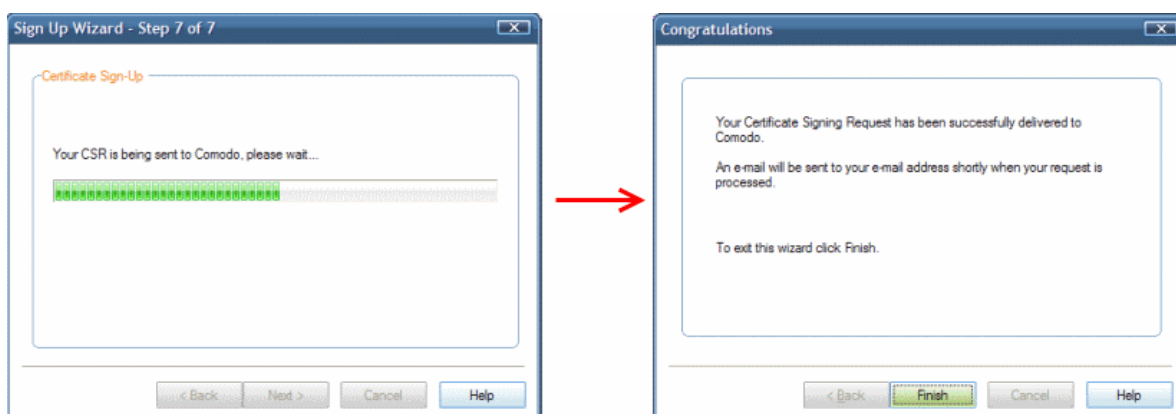 Sign Up Wizard - Step 7 of 7
Certificate Sign-Up
Your CSR is being sent to Comodo, please wait...
< Back
Next >
Cancel
Help
Congratulations
Your Certificate Signing Request has been successfully delivered to
Comodo.
An e-mail will be sent to your e-mail address shortly when your request is
processed.
To exit this wizard click Finish.
< Back
Finish
Cancel
Help